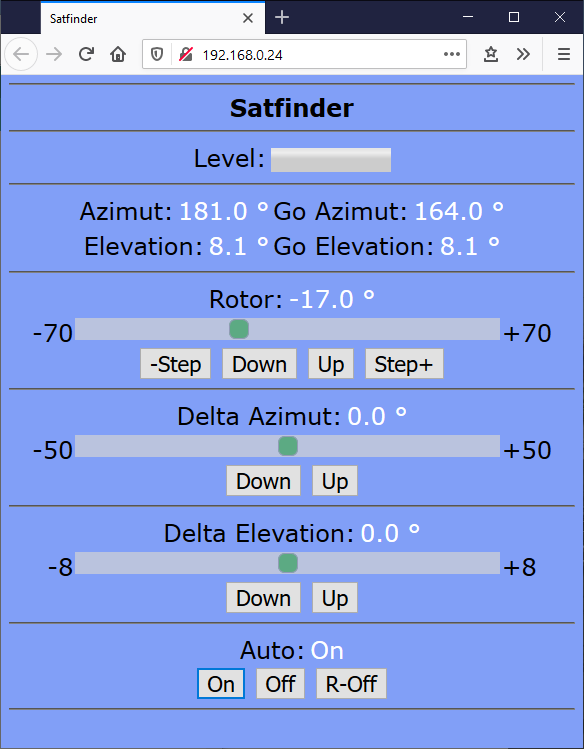 Satfinder
192.168.0.24
Satfinder
Level:
Azimut: 181.0 ° Go Azimut: 164.0 °
Elevation: 8.1 ° Go Elevation: 8.1 °
Rotor: -17.0 °
-70 +70
-Step Down Up Step+
Delta Azimut: 0.0 °
-50 +50
Down Up
Delta Elevation: 0.0 °
-8 +8
Down Up
Auto: On
On Off R-Off